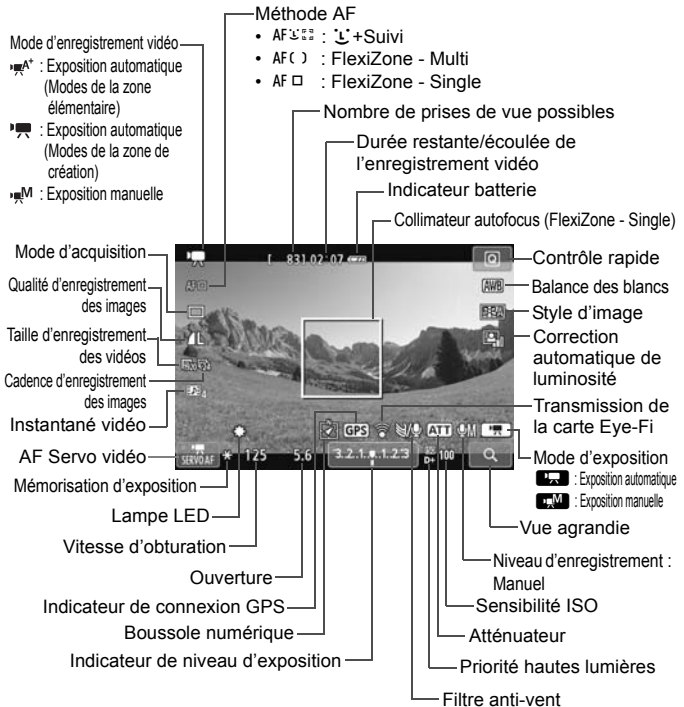 Méthode AF
• AF : +Suivi
• AF( ) : FlexiZone - Multi
• AF □ : FlexiZone - Single
Mode d'enregistrement vidéo
A+ : Exposition automatique
(Modes de la zone
élémentaire)
: Exposition automatique
(Modes de la zone de
création)
M : Exposition manuelle
Nombre de prises de vue possibles
Durée restante/écoulée de
l'enregistrement vidéo
Indicateur batterie
Collimateur autofocus (FlexiZone - Single)
Mode d'acquisition
Qualité d'enregistrement
des images
Taille d'enregistrement
des vidéos
Cadence d'enregistrement
des images
Instantané vidéo
AF Servo vidéo
Mémorisation d'exposition
Lampe LED
Vitesse d'obturation
Ouverture
Indicateur de connexion GPS
Boussole numérique
Indicateur de niveau d'exposition
[ 83] 02:07
AF□
L
4
SERVO AF
125
5.6
3..2..1..0..1..2..3
GPS
ATT
M
D+
100
Q
AWB
Contrôle rapide
Balance des blancs
Style d'image
Correction
automatique de
luminosité
Transmission de
la carte Eye-Fi
Mode d'exposition
: Exposition automatique
M : Exposition manuelle
Vue agrandie
Niveau d'enregistrement :
Manuel
Sensibilité ISO
Atténuateur
Priorité hautes lumières
Filtre anti-vent